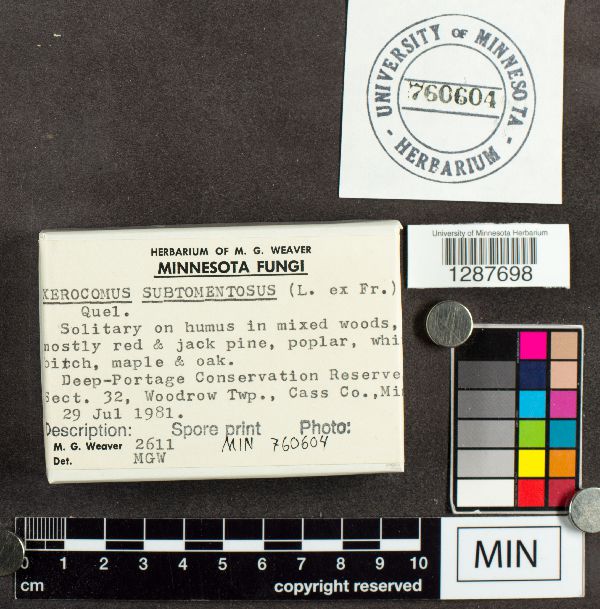 UNIVERSITY OF MINNESOTA
760604
- HERBARIUM -
University of Minnesota Herbarium
1287698
HERBARIUM OF M. G. WEAVER
MINNESOTA FUNGI
XEROCOMUS SUBTOMENTOSUS (L. ex Fr.)
Quel.
Solitary on humus in mixed woods,
mostly red & jack pine, poplar, whi
birch, maple & oak.
Deep-Portage Conservation Reserve
Sect. 32, Woodrow Twp., Cass Co., Mi
29 Jul 1981.
Description: Spore print Photo:
M. G. Weaver 2611 MIN 760604
Det. MGW
0 1 2 3 4 5 6 7 8 9 10
cm copyright reserved
MIN